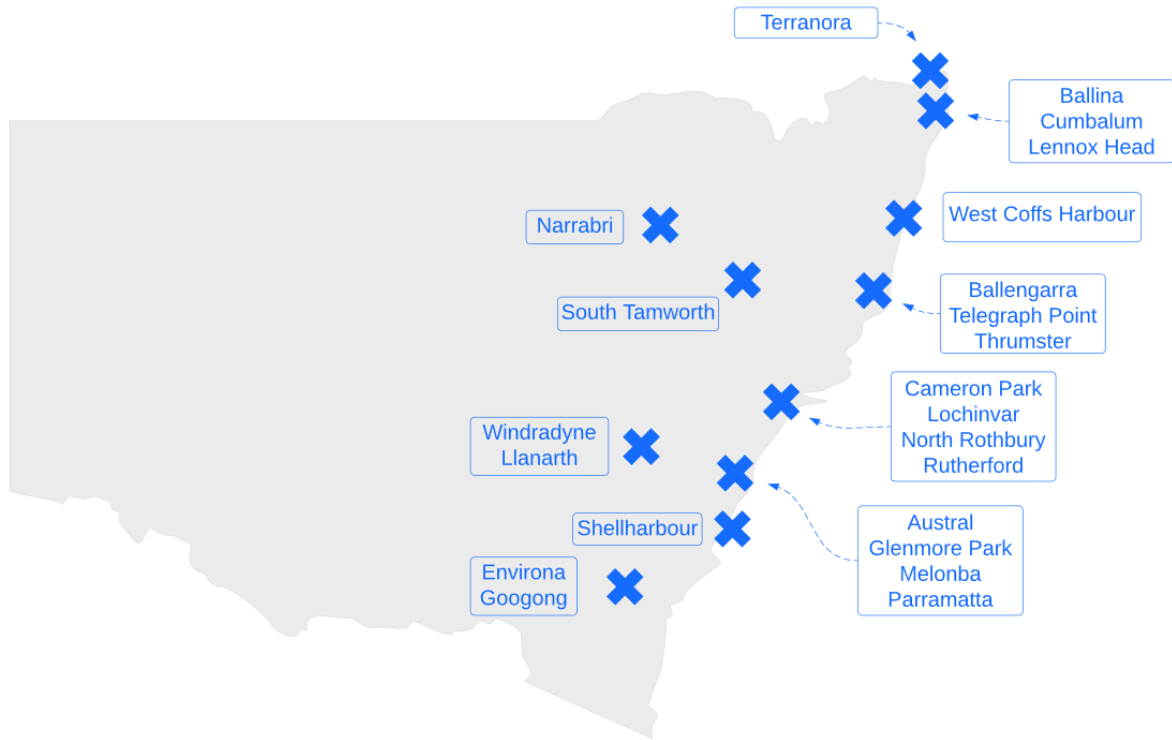 Terranora
Ballina
Cumbalum
Lennox Head
West Coffs Harbour
Narrabri
South Tamworth
Ballengarra
Telegraph Point
Thrumster
Cameron Park
Lochinvar
North Rothbury
Rutherford
Windradyne
Llanarth
Shellharbour
Austral
Glenmore Park
Melonba
Parramatta
Environa
Googong